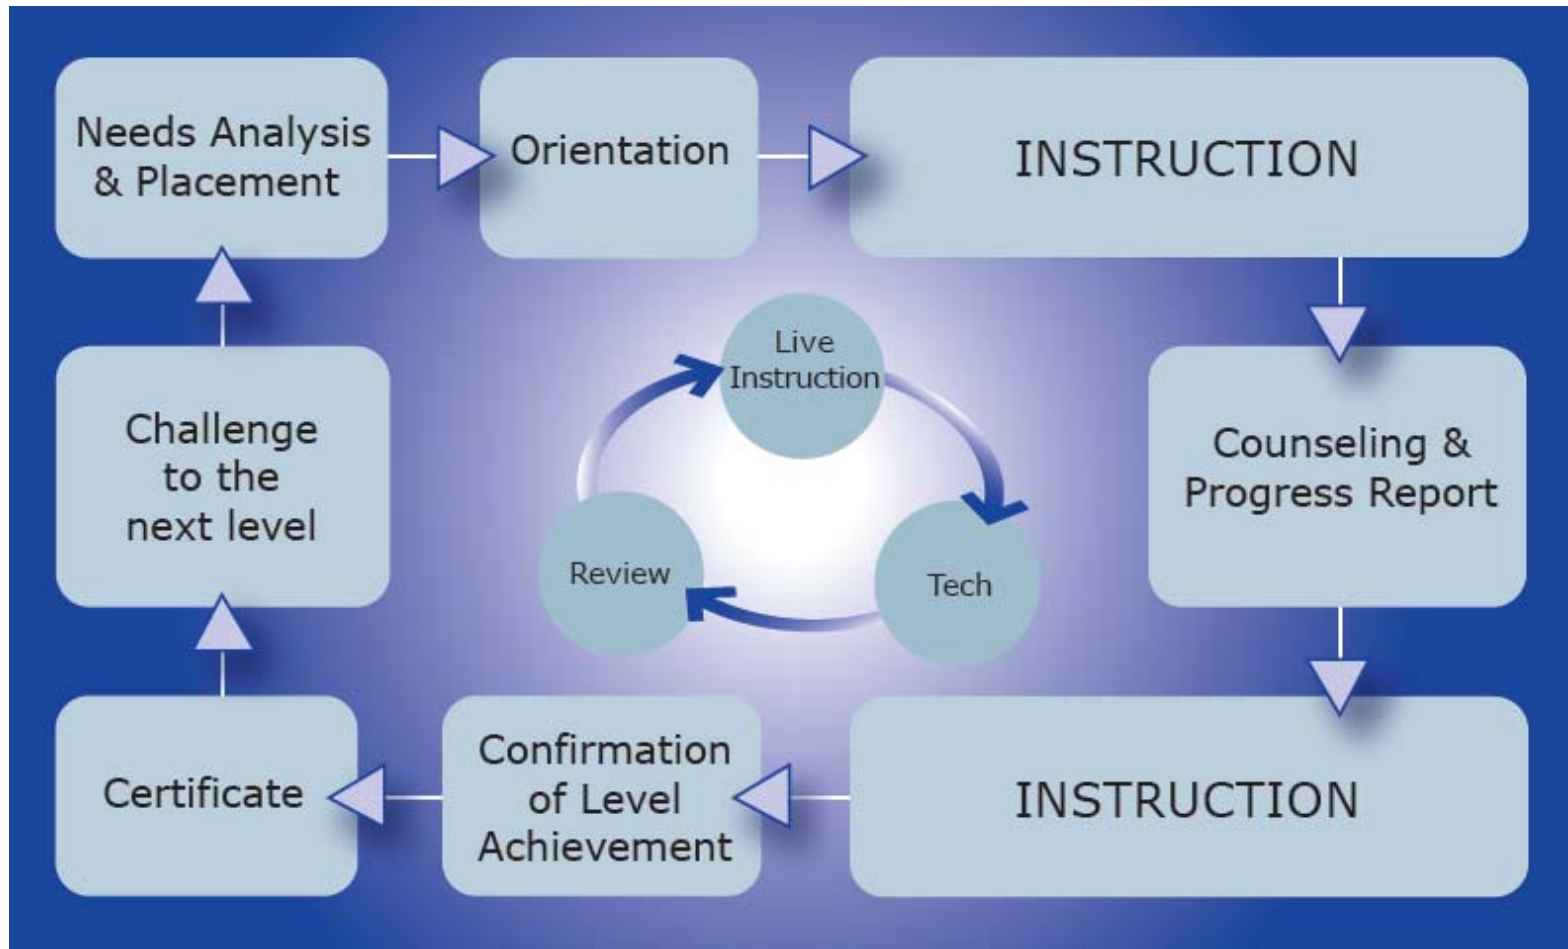 Needs Analysis
& Placement
Orientation
INSTRUCTION
Live
Instruction
Challenge
to the
next level
Counseling &
Progress Report
Review
Tech
Certificate
Confirmation
of Level
Achievement
INSTRUCTION